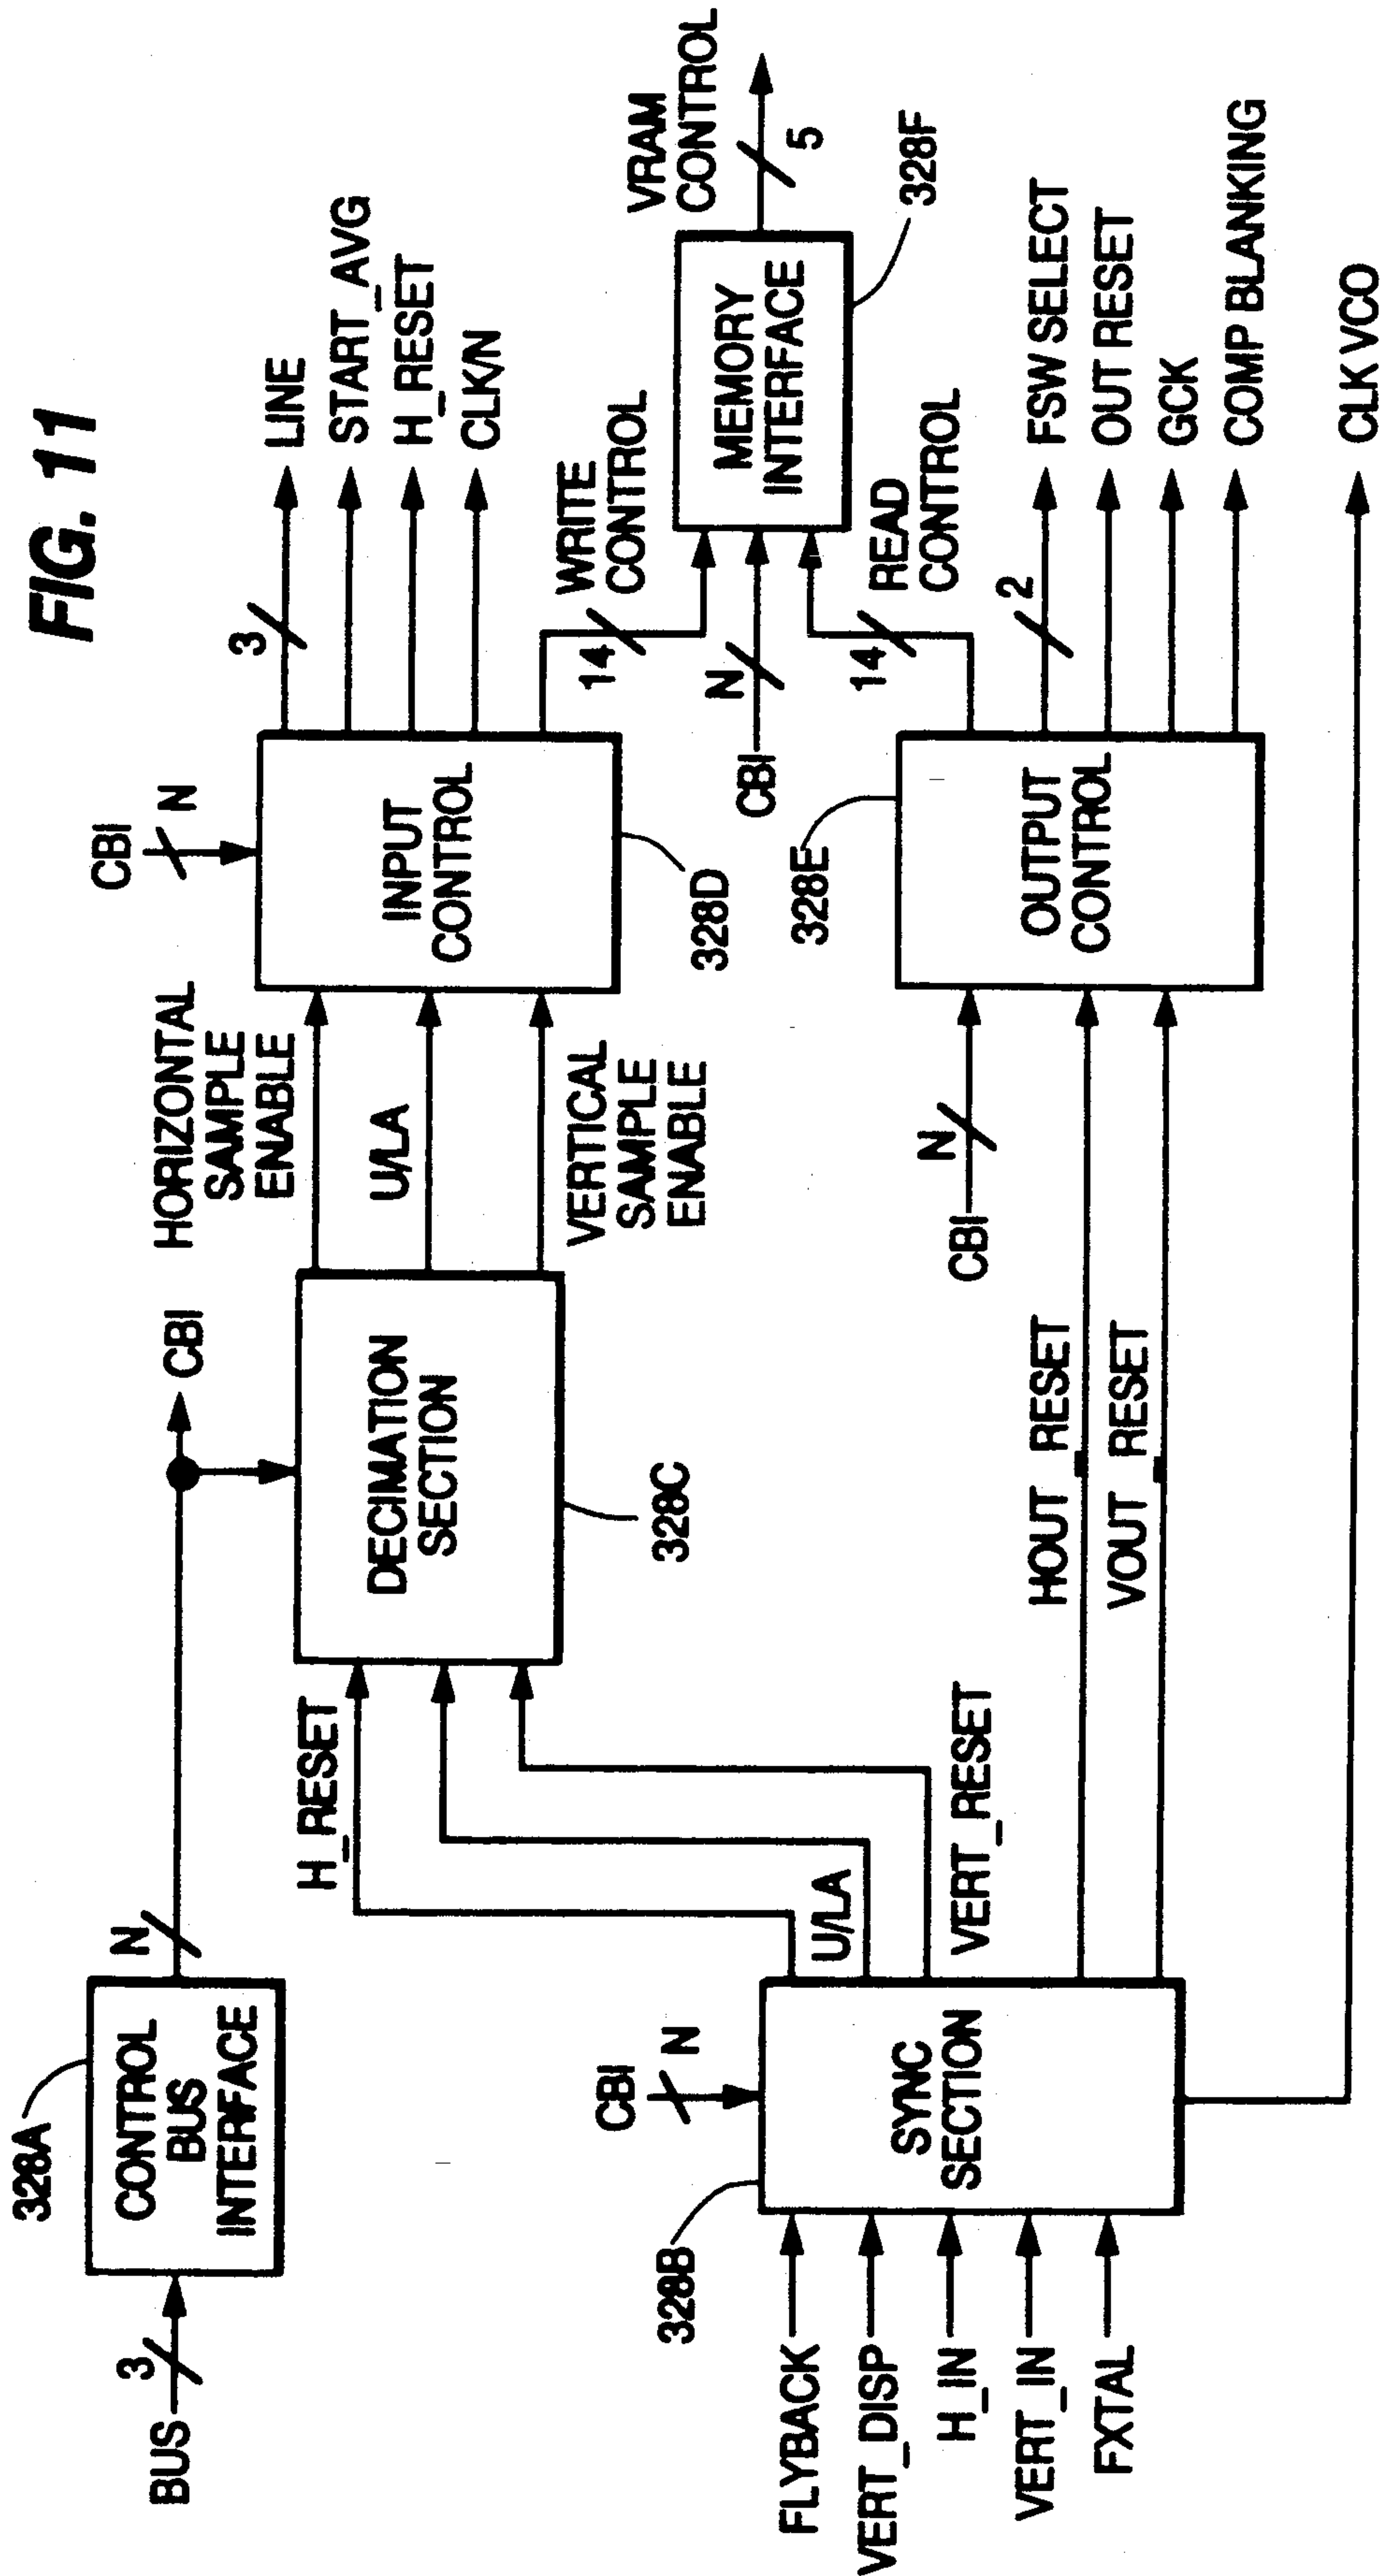 FIG. 11
328A
CONTROL
BUS
INTERFACE
BUS
3
N
CBI
H_RESET
U/LA
VERT_RESET
DECIMATION
SECTION
328C
HORIZONTAL
SAMPLE
ENABLE
U/LA
VERTICAL
SAMPLE
ENABLE
CBI
N
INPUT
CONTROL
328D
3
LINE
START_AVG
H_RESET
CLK/N
WRITE
CONTROL
14
N
CBI
14
READ
CONTROL
MEMORY
INTERFACE
328F
VRAM
CONTROL
5
CBI
N
328B
SYNC
SECTION
FLYBACK
VERT_DISP
H_IN
VERT_IN
FXTAL
HOUT_RESET
VOUT_RESET
CBI
N
328E
OUTPUT
CONTROL
2
FSW SELECT
OUT RESET
GCK
COMP BLANKING
CLK VCO